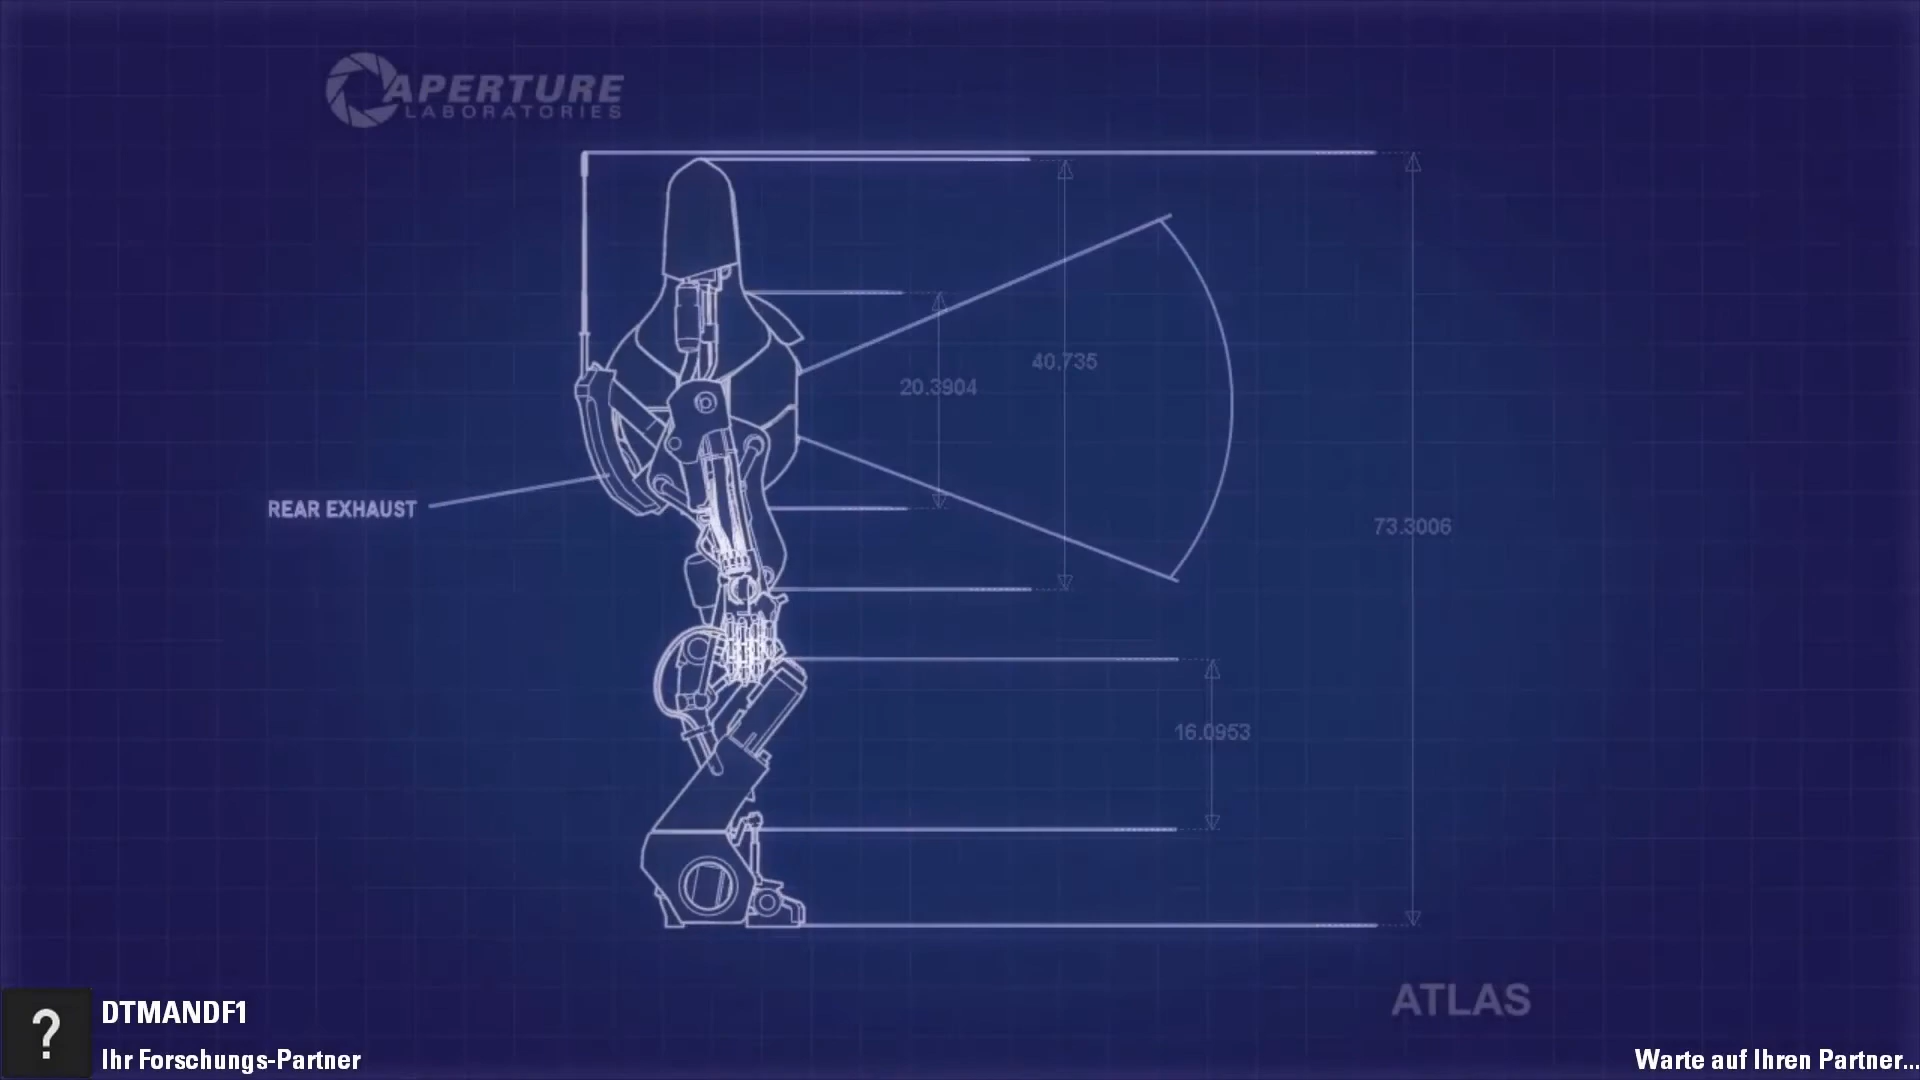 APERTURE
LABORATORIES
40.735
20.3904
REAR EXHAUST
73.3006
16.0953
ATLAS
?
DTMANDF1
Ihr Forschungs-Partner
Warte auf Ihren Partner...